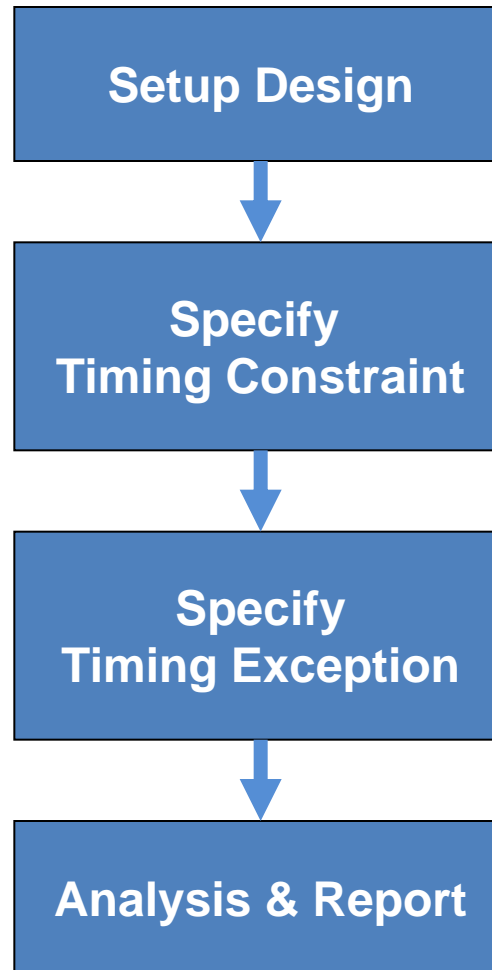 Setup Design
Specify
Timing Constraint
Specify
Timing Exception
Analysis & Report